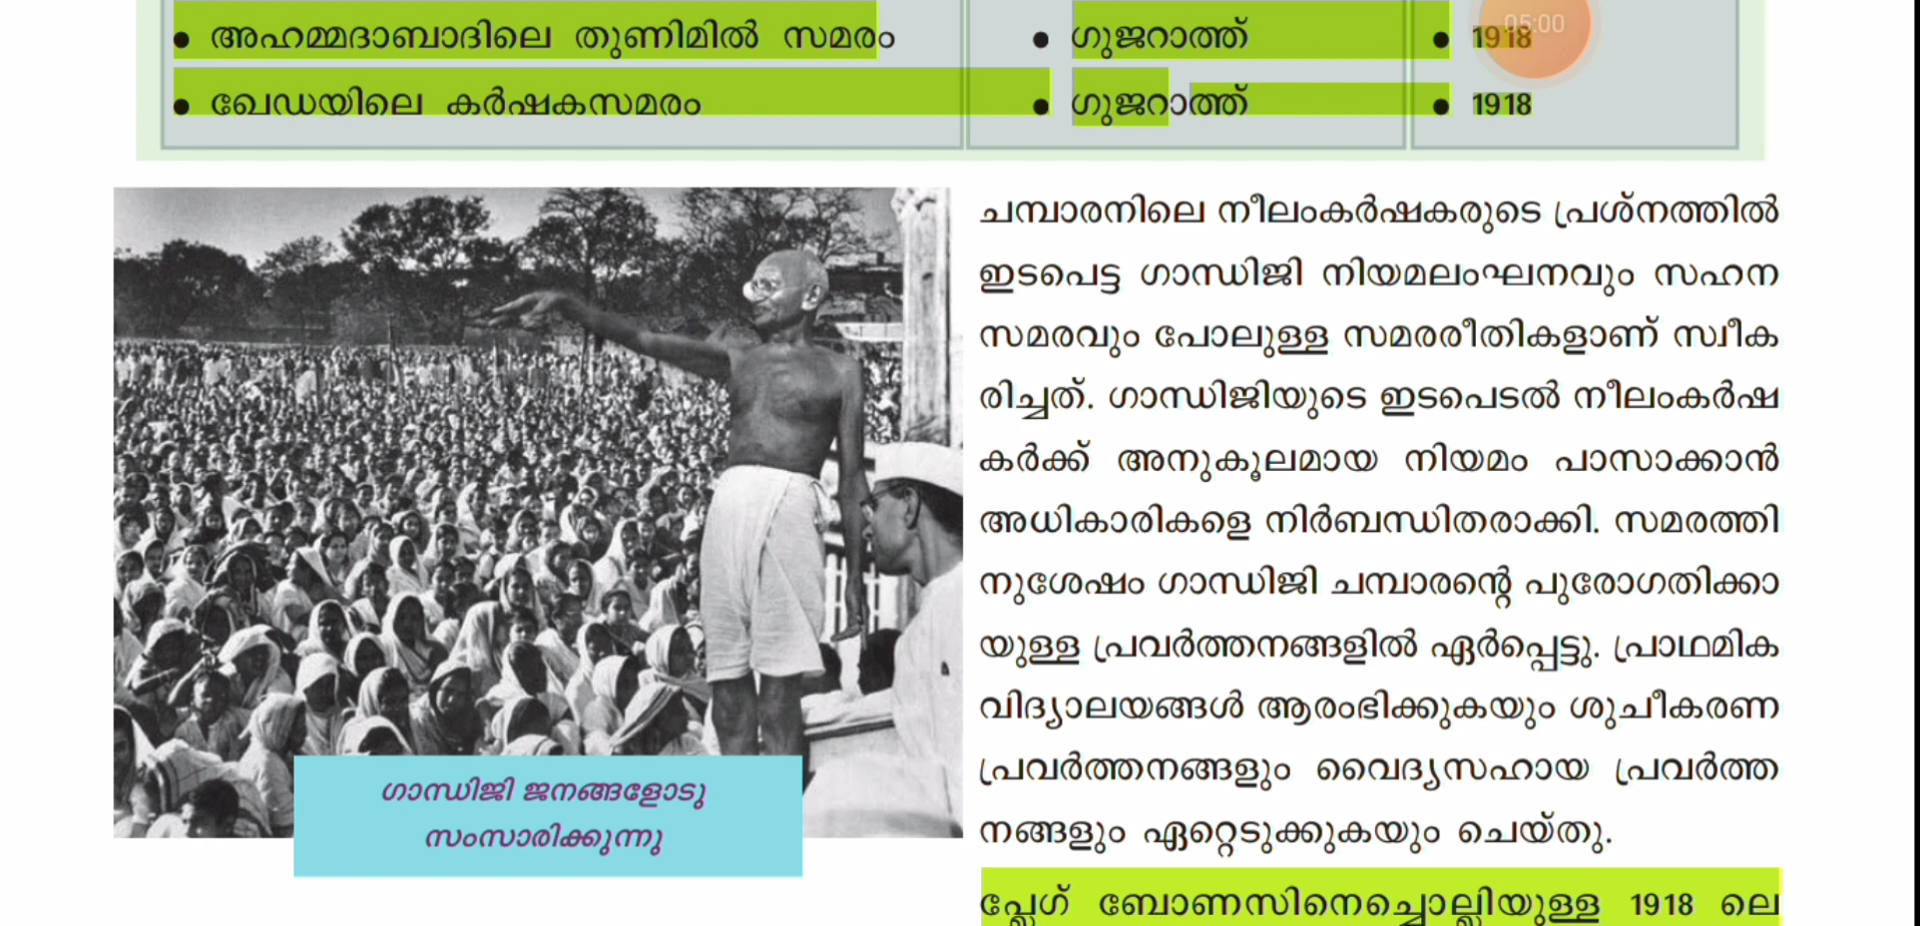 • അഹമ്മദാബാദിലെ തുണിമിൽ സമരം • ഗുജറാത്ത് • 1918
05:00
• ഖേഡയിലെ കർഷകസമരം • ഗുജറാത്ത് • 1918
ചമ്പാരനിലെ നീലംകർഷകരുടെ പ്രശ്നത്തിൽ
ഇടപെട്ട ഗാന്ധിജി നിയമലംഘനവും സഹന
സമരവും പോലുള്ള സമരരീതികളാണ് സ്വീക
രിച്ചത്. ഗാന്ധിജിയുടെ ഇടപെടൽ നീലംകർഷ
കർക്ക് അനുകൂലമായ നിയമം പാസാക്കാൻ
അധികാരികളെ നിർബന്ധിതരാക്കി. സമരത്തി
നുശേഷം ഗാന്ധിജി ചമ്പാരന്റെ പുരോഗതിക്കാ
യുള്ള പ്രവർത്തനങ്ങളിൽ ഏർപ്പെട്ടു. പ്രാഥമിക
വിദ്യാലയങ്ങൾ ആരംഭിക്കുകയും ശുചീകരണ
പ്രവർത്തനങ്ങളും വൈദ്യസഹായ പ്രവർത്ത
നങ്ങളും ഏറ്റെടുക്കുകയും ചെയ്തു.
ഗാന്ധിജി ജനങ്ങളോടു
സംസാരിക്കുന്നു
പ്ലേഗ് ബോണസിനെച്ചൊല്ലിയുള്ള 1918 ലെ